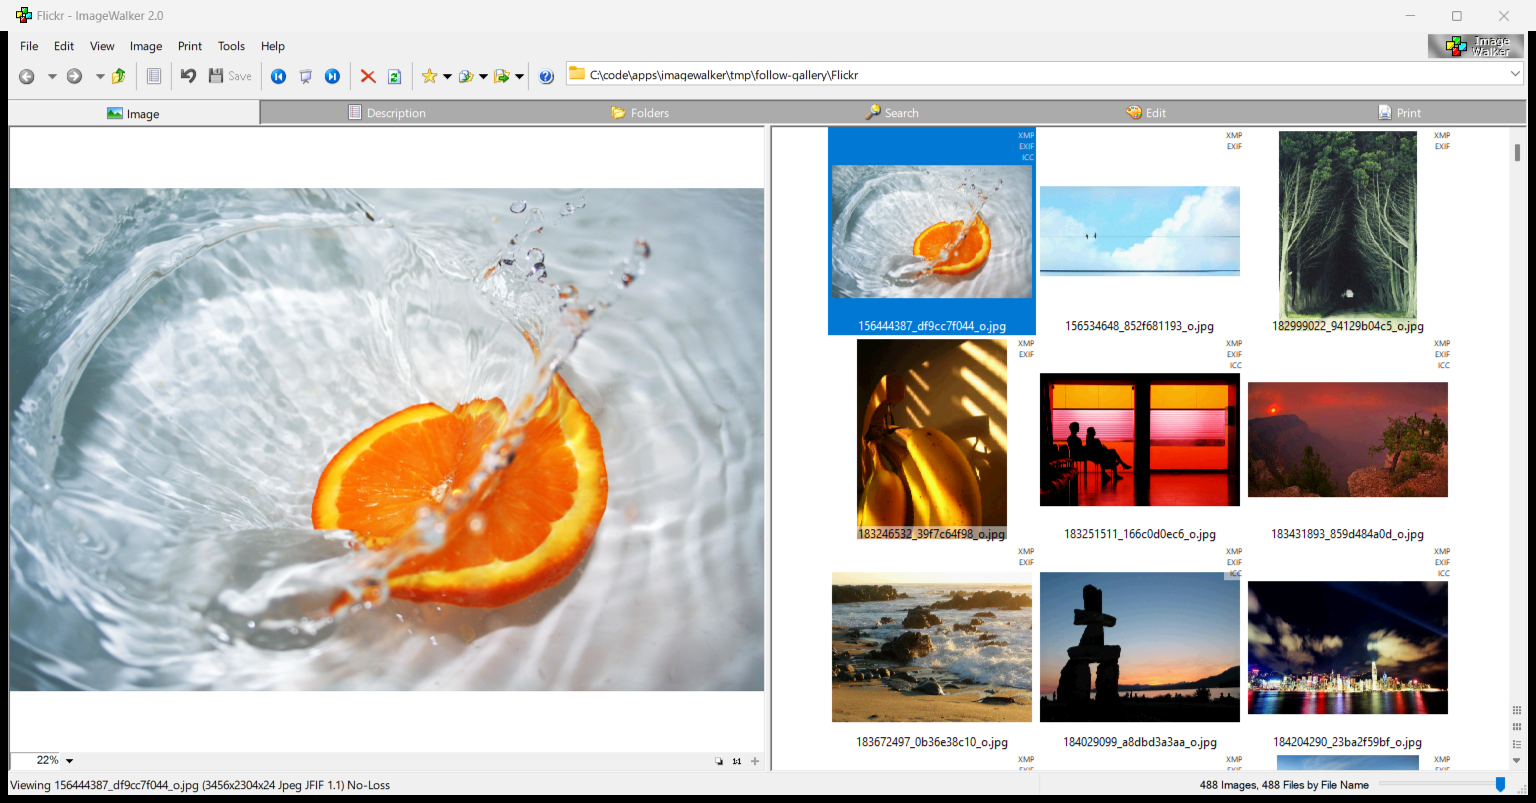 Flickr - ImageWalker 2.0
File Edit View Image Print Tools Help
Image Walker
Save
C:\code\apps\imagewalker\tmp\follow-gallery\Flickr
Image Description Folders Search Edit Print
XMP
EXIF
ICC
156444387_df9cc7f044_o.jpg
XMP
EXIF
156534648_852f681193_o.jpg
XMP
EXIF
182999022_94129b04c5_o.jpg
XMP
EXIF
183246532_39f7c64f98_o.jpg
XMP
EXIF
ICC
183251511_166c0d0ec6_o.jpg
XMP
EXIF
ICC
183431893_859d484a0d_o.jpg
XMP
EXIF
183672497_0b36e38c10_o.jpg
XMP
EXIF
ICC
184029099_a8dbd3a3aa_o.jpg
XMP
EXIF
ICC
184204290_23ba2f59bf_o.jpg
XMP
EXIF
XMP
EXIF
XMP
EXIF
22%
1:1
Viewing 156444387_df9cc7f044_o.jpg (3456x2304x24 Jpeg JFIF 1.1) No-Loss
488 Images, 488 Files by File Name